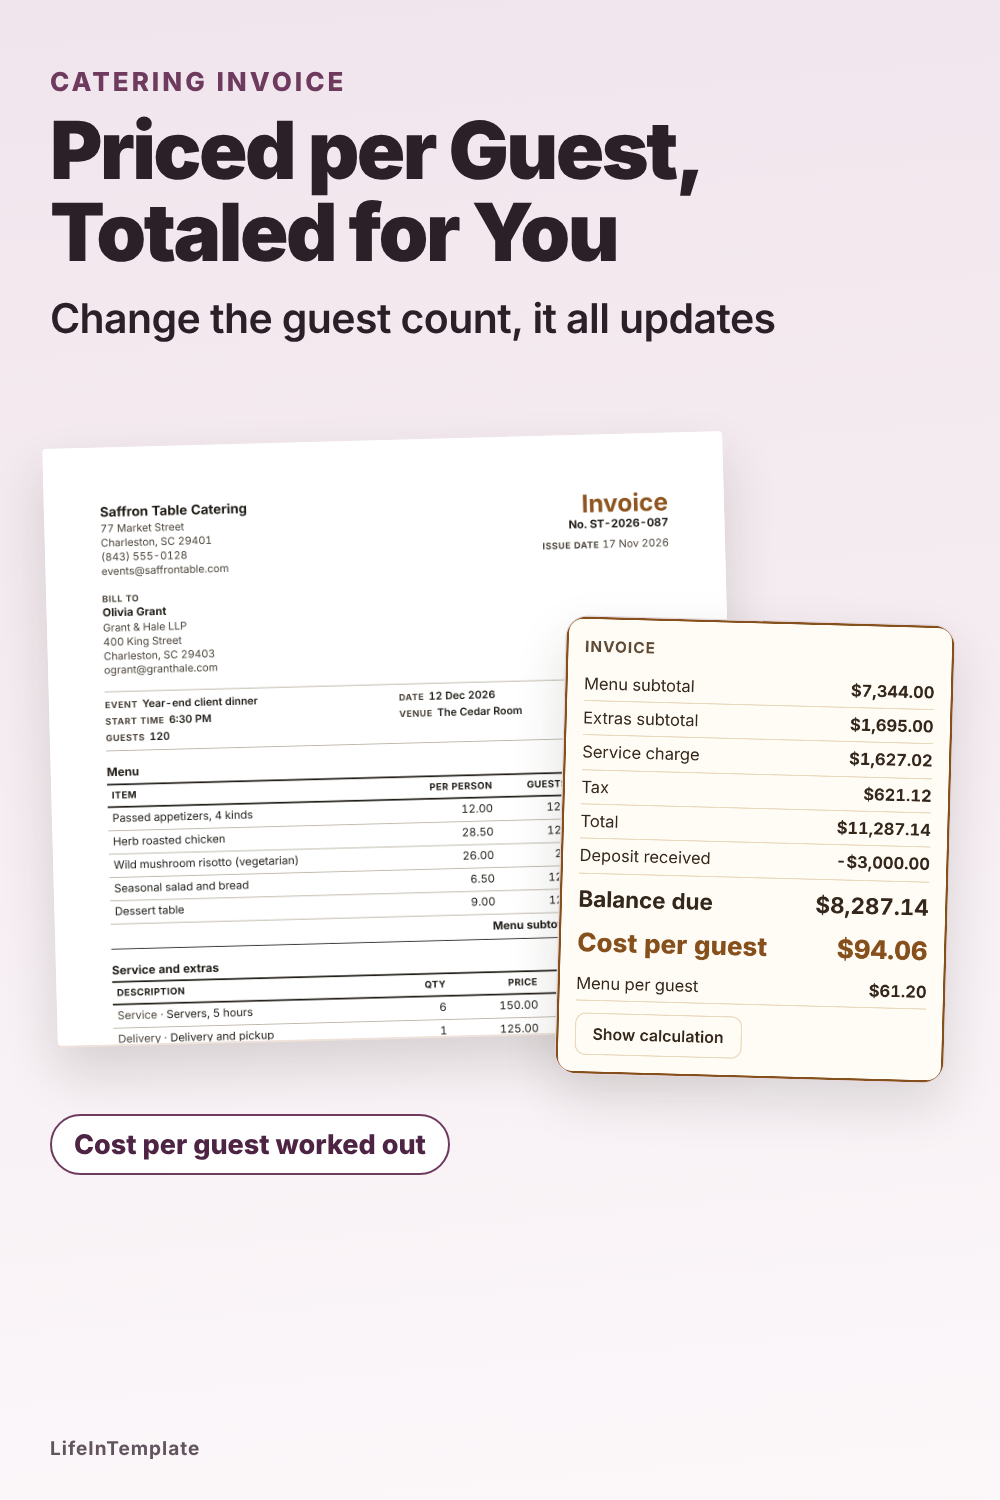 CATERING INVOICE
Priced per Guest,
Totaled for You
Change the guest count, it all updates
Saffron Table Catering
77 Market Street
Charleston, SC 29401
(843) 555-0128
events@saffrontable.com
Invoice
No. ST-2026-087
ISSUE DATE 17 Nov 2026
BILL TO
Olivia Grant
Grant & Hale LLP
400 King Street
Charleston, SC 29403
ogrant@granthale.com
EVENT Year-end client dinner
DATE 12 Dec 2026
START TIME 6:30 PM
VENUE The Cedar Room
GUESTS 120
Menu
ITEM PER PERSON GUESTS
Passed appetizers, 4 kinds 12.00
Herb roasted chicken 28.50
Wild mushroom risotto (vegetarian) 26.00
Seasonal salad and bread 6.50
Dessert table 9.00
Menu
Service and extras
DESCRIPTION QTY PRICE
Service · Servers, 5 hours 6 150.00
Delivery · Delivery and pickup 1 125.00
INVOICE
Menu subtotal $7,344.00
Extras subtotal $1,695.00
Service charge $1,627.02
Tax $621.12
Total $11,287.14
Deposit received -$3,000.00
Balance due $8,287.14
Cost per guest $94.06
Menu per guest $61.20
Show calculation
Cost per guest worked out
LifeInTemplate